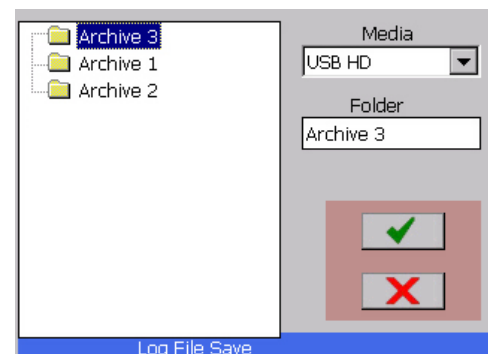 Archive 3
Archive 1
Archive 2
Media
USB HD
Folder
Archive 3
Log File Save